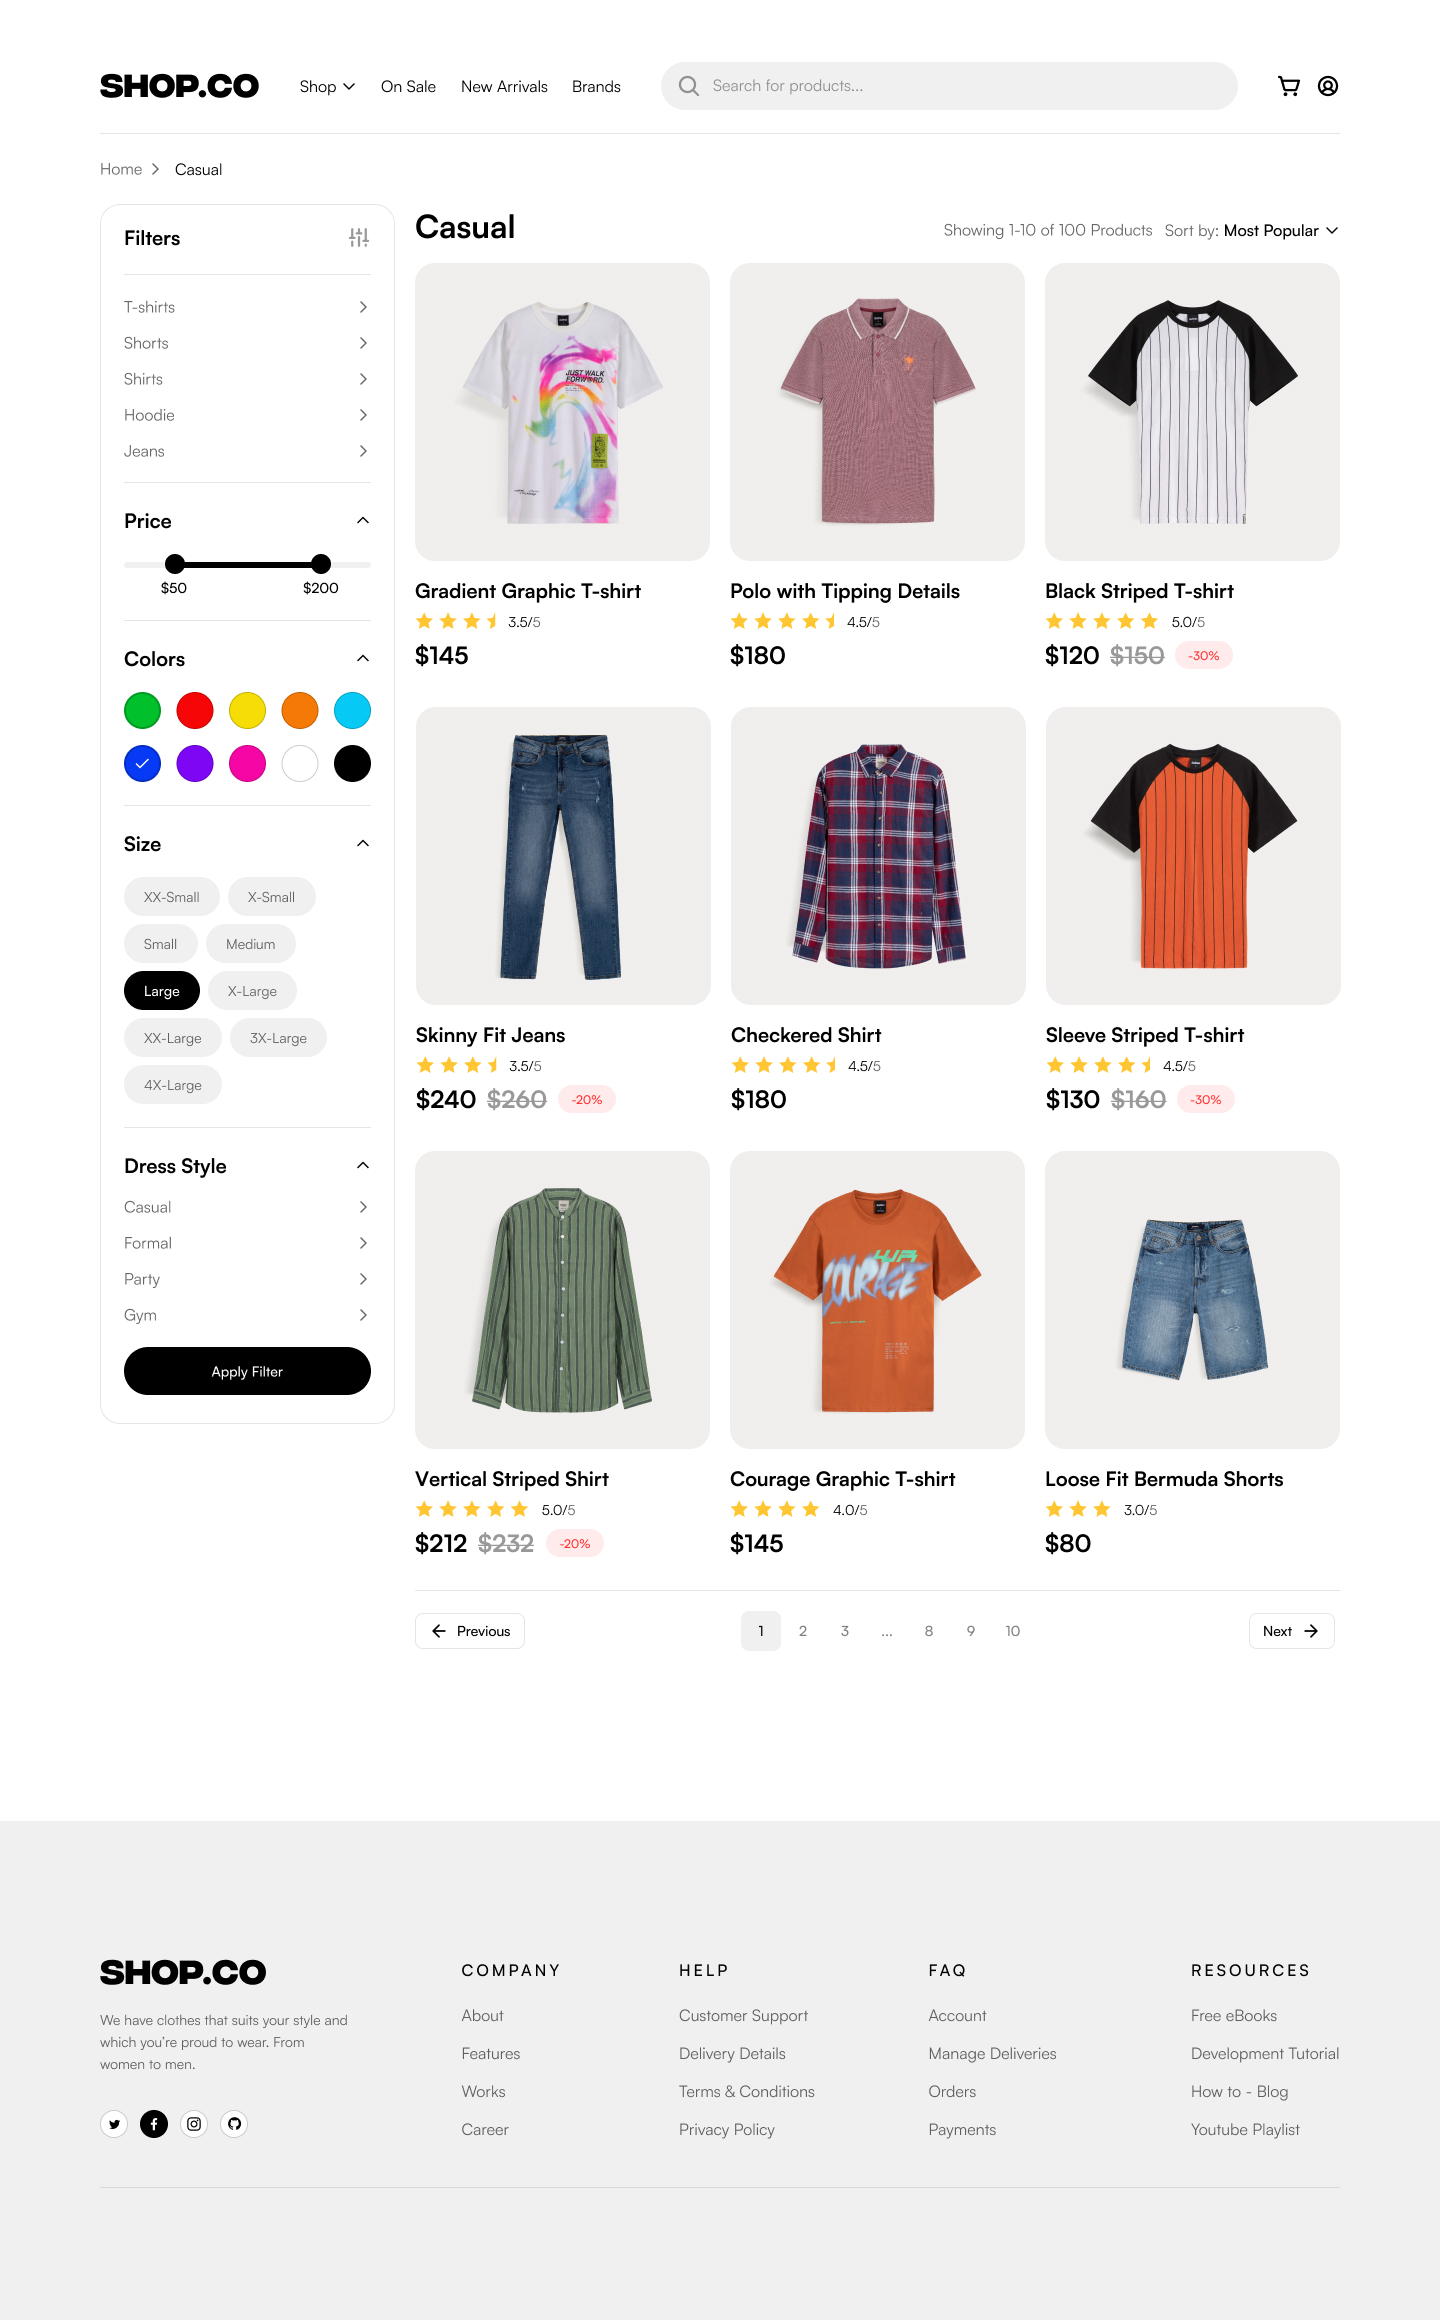 SHOP.CO
Shop
On Sale
New Arrivals
Brands
Search for products...
Home
Casual
Filters
T-shirts
Shorts
Shirts
Hoodie
Jeans
Price
$50
$200
Colors
Size
XX-Small
X-Small
Small
Medium
Large
X-Large
XX-Large
3X-Large
4X-Large
Dress Style
Casual
Formal
Party
Gym
Apply Filter
Casual
Showing 1-10 of 100 Products
Sort by: Most Popular
JUST WALK
FORWARD.
Gradient Graphic T-shirt
3.5/5
$145
Polo with Tipping Details
4.5/5
$180
Black Striped T-shirt
5.0/5
$120 $150 -30%
Skinny Fit Jeans
3.5/5
$240 $260 -20%
Checkered Shirt
4.5/5
$180
Sleeve Striped T-shirt
4.5/5
$130 $160 -30%
Vertical Striped Shirt
5.0/5
$212 $232 -20%
COURAGE
Courage Graphic T-shirt
4.0/5
$145
Loose Fit Bermuda Shorts
3.0/5
$80
Previous
1 2 3 ... 8 9 10
Next
SHOP.CO
We have clothes that suits your style and
which you're proud to wear. From
women to men.
COMPANY
About
Features
Works
Career
HELP
Customer Support
Delivery Details
Terms & Conditions
Privacy Policy
FAQ
Account
Manage Deliveries
Orders
Payments
RESOURCES
Free eBooks
Development Tutorial
How to - Blog
Youtube Playlist